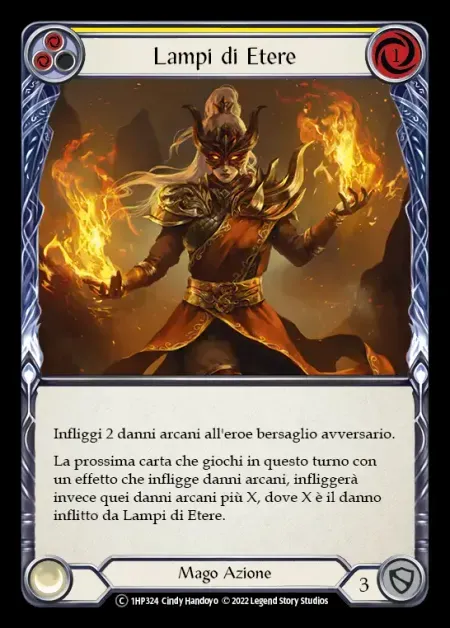 Lampi di Etere
1
Infliggi 2 danni arcani all'eroe bersaglio avversario.
La prossima carta che giochi in questo turno con
un effetto che infligge danni arcani, infliggerà
invece quei danni arcani più X, dove X è il danno
inflitto da Lampi di Etere.
Mago Azione
3
C 1HP324 Cindy Handoyo © 2022 Legend Story Studios